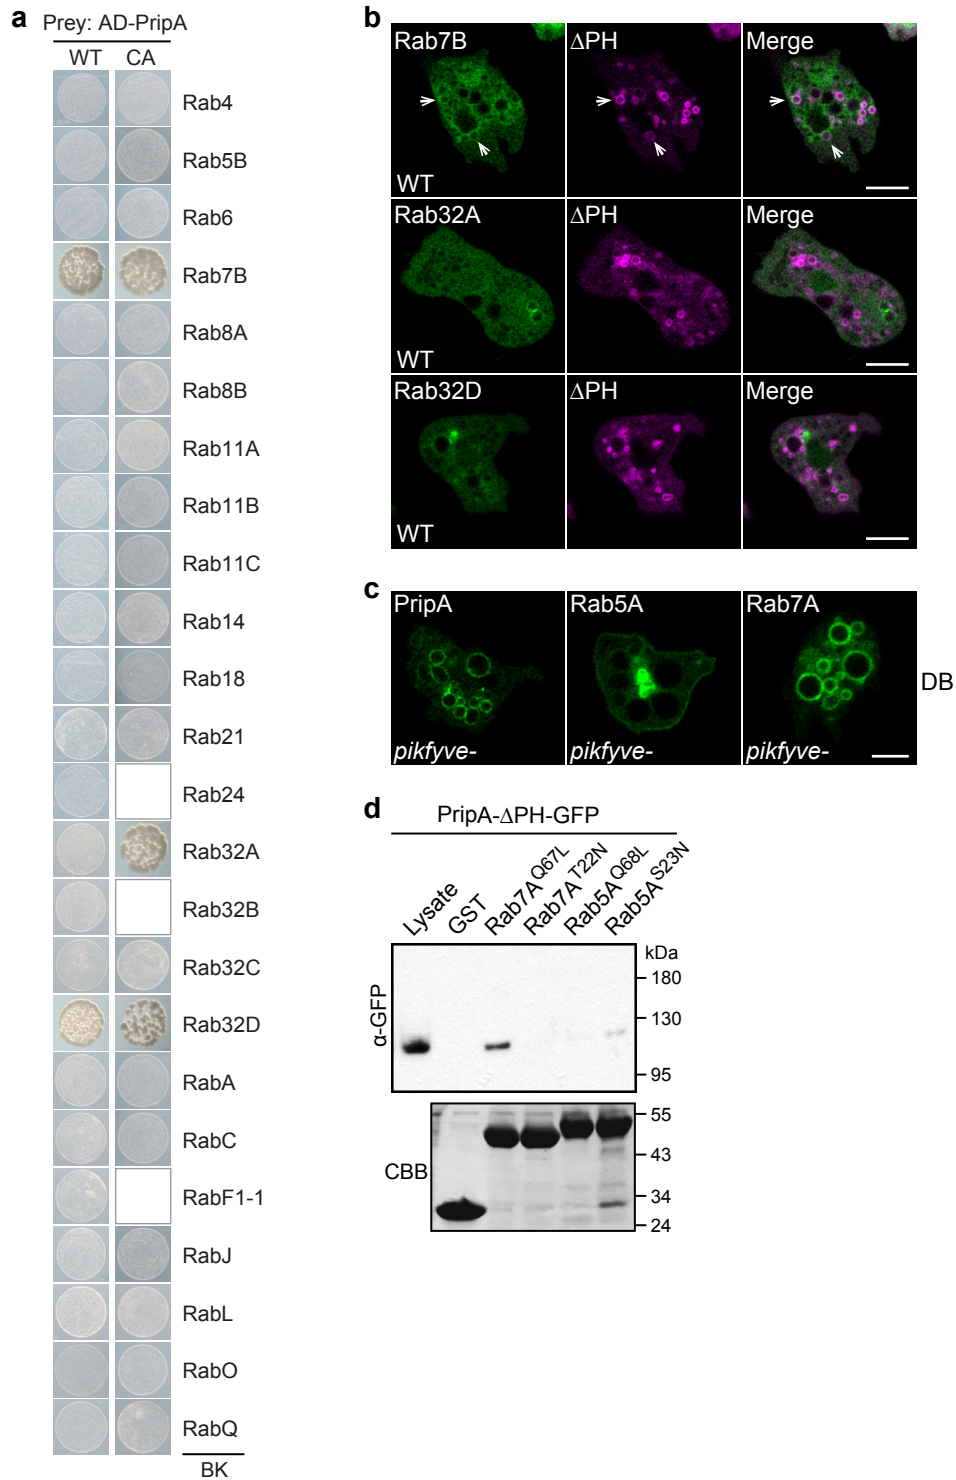 a
Prey: AD-PripA
WT CA
Rab4
Rab5B
Rab6
Rab7B
Rab8A
Rab8B
Rab11A
Rab11B
Rab11C
Rab14
Rab18
Rab21
Rab24
Rab32A
Rab32B
Rab32C
Rab32D
RabA
RabC
RabF1-1
RabJ
RabL
RabO
RabQ
BK
b
Rab7B ΔPH Merge
WT
Rab32A ΔPH Merge
WT
Rab32D ΔPH Merge
WT
c
PripA Rab5A Rab7A
DB
pikfyve- pikfyve- pikfyve-
d
PripA-ΔPH-GFP
Lysate GST Rab7A^Q67L Rab7A^T22N Rab5A^Q68L Rab5A^S23N
kDa
α-GFP
180
130
95
CBB
55
43
34
24